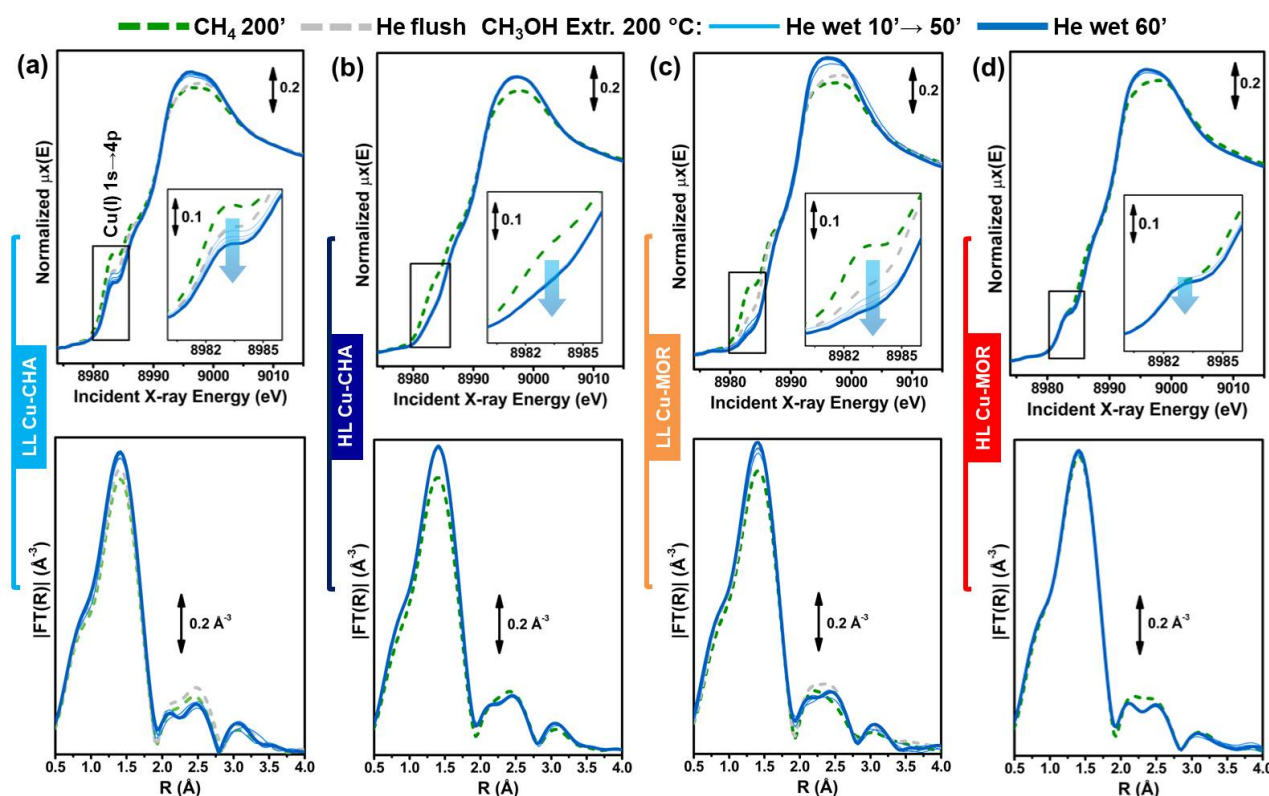 CH₄ 200’ He flush CH₃OH Extr. 200 °C: He wet 10’→ 50’ He wet 60’
(a)
Normalized μx(E)
Cu(I) 1s→4p
0.2
0.1
8982 8985
8980 8990 9000 9010
Incident X-ray Energy (eV)
(b)
Normalized μx(E)
0.2
0.1
8982 8985
8980 8990 9000 9010
Incident X-ray Energy (eV)
(c)
Normalized μx(E)
0.2
0.1
8982 8985
8980 8990 9000 9010
Incident X-ray Energy (eV)
(d)
Normalized μx(E)
0.2
0.1
8982 8985
8980 8990 9000 9010
Incident X-ray Energy (eV)
LL Cu-CHA
HL Cu-CHA
LL Cu-MOR
HL Cu-MOR
|FT(R)| (Å⁻³)
0.2 Å⁻³
0.5 1.0 1.5 2.0 2.5 3.0 3.5 4.0
R (Å)
|FT(R)| (Å⁻³)
0.2 Å⁻³
0.5 1.0 1.5 2.0 2.5 3.0 3.5 4.0
R (Å)
|FT(R)| (Å⁻³)
0.2 Å⁻³
0.5 1.0 1.5 2.0 2.5 3.0 3.5 4.0
R (Å)
|FT(R)| (Å⁻³)
0.2 Å⁻³
0.5 1.0 1.5 2.0 2.5 3.0 3.5 4.0
R (Å)